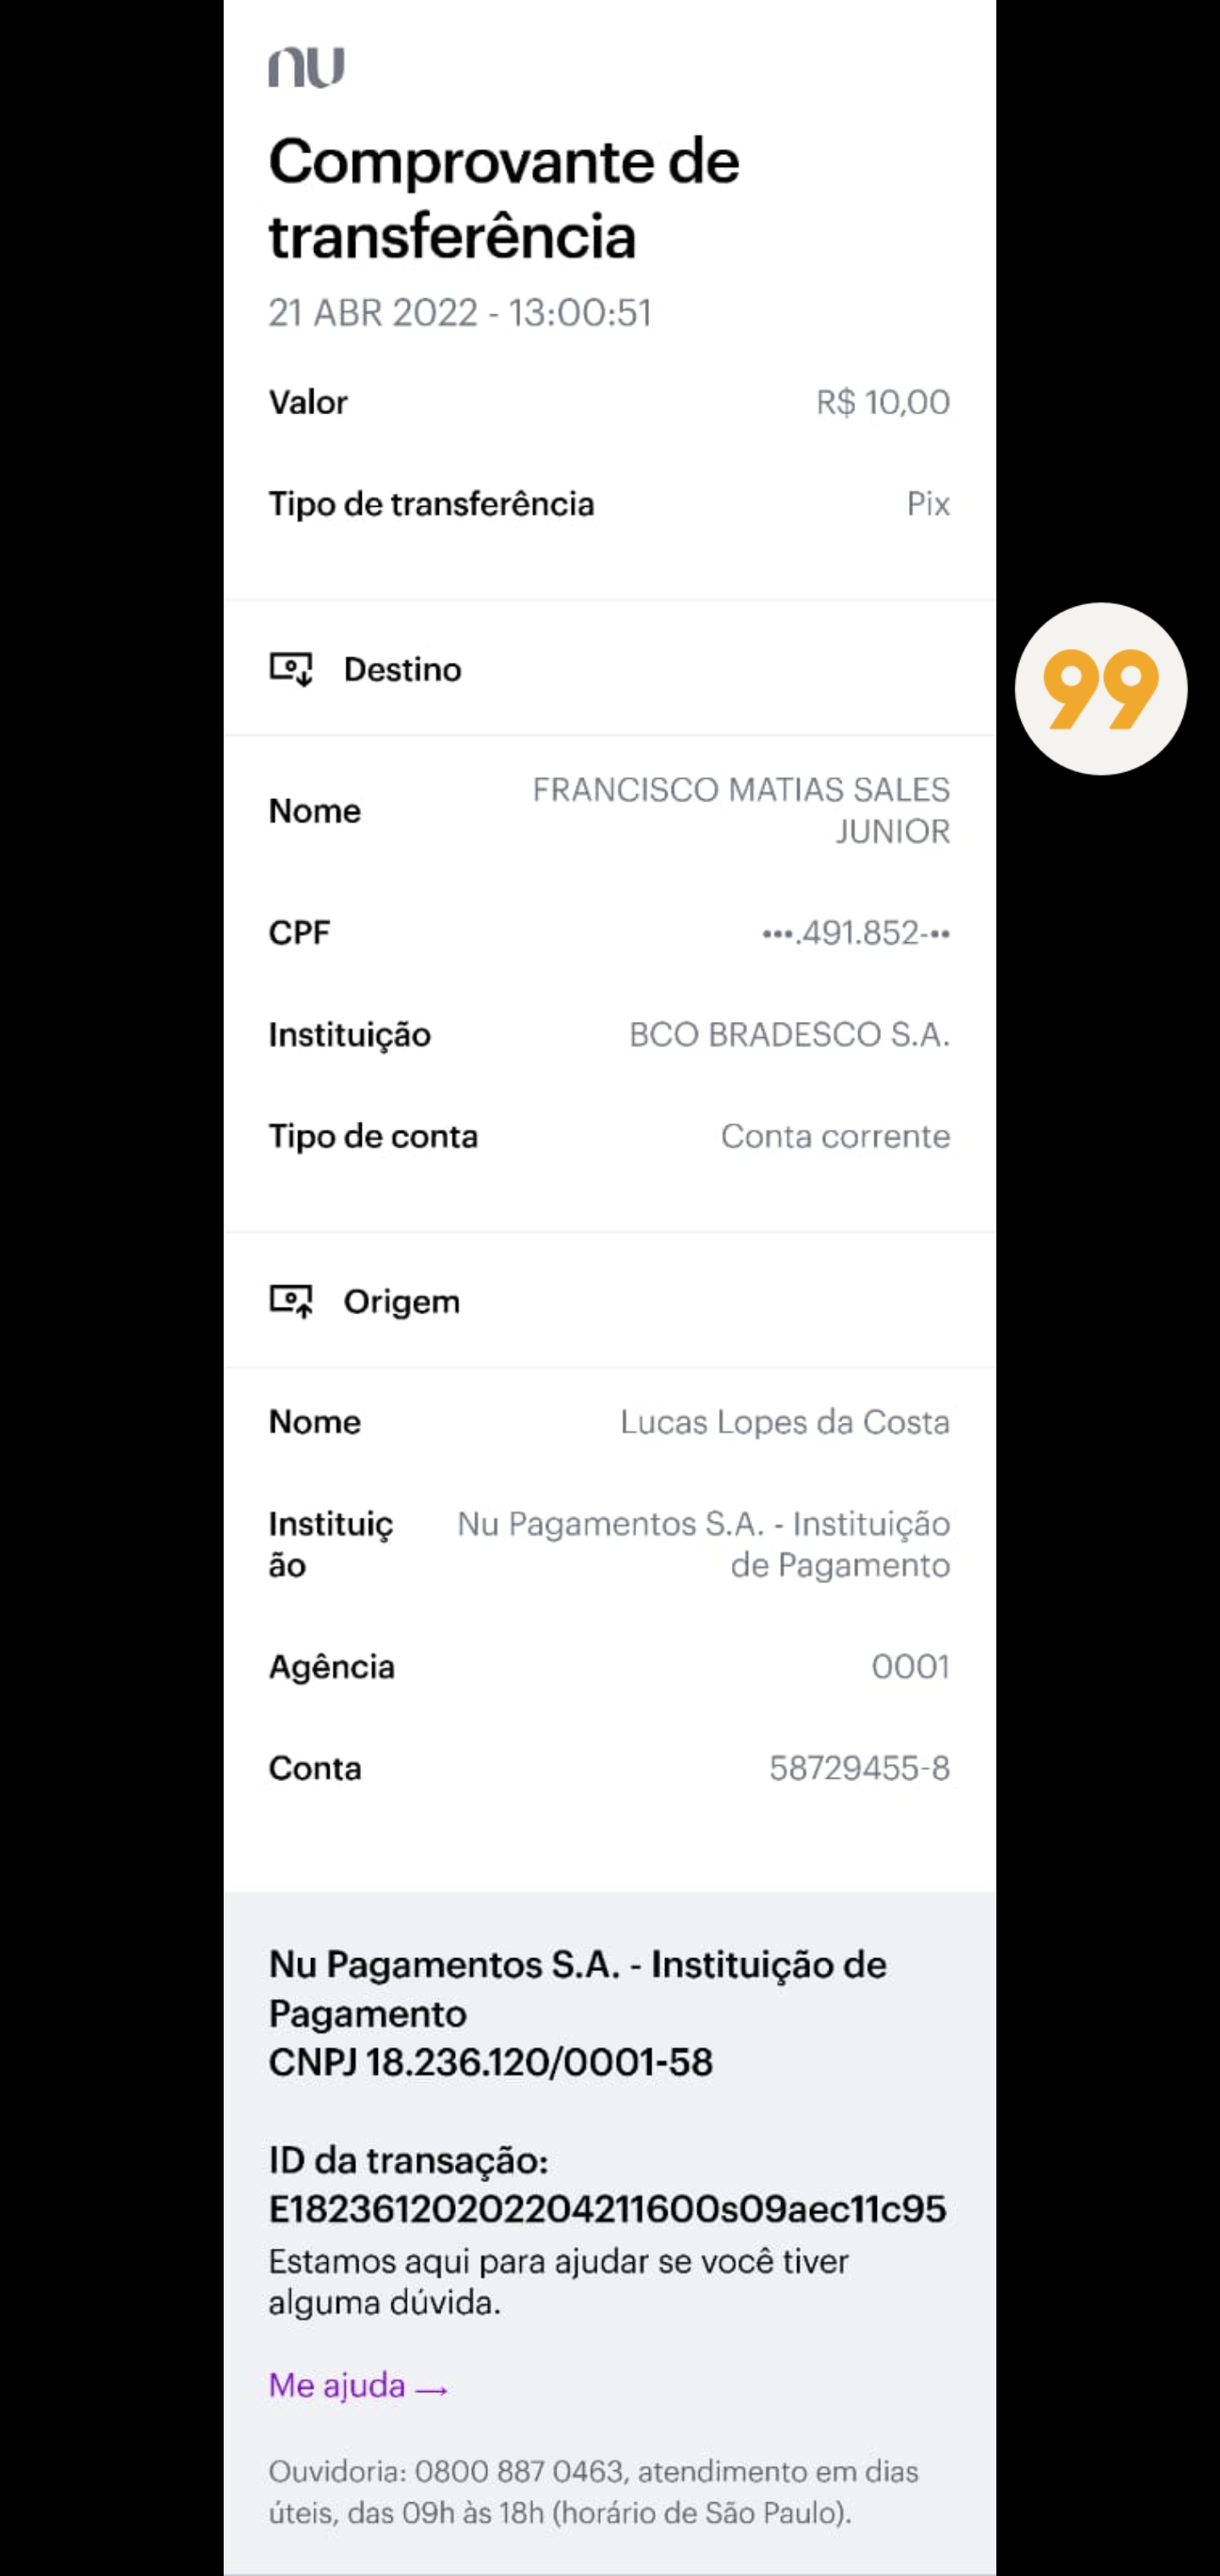 nu
Comprovante de
transferência
21 ABR 2022 - 13:00:51
Valor R$ 10,00
Tipo de transferência Pix
Destino
99
Nome FRANCISCO MATIAS SALES
JUNIOR
CPF •••.491.852-••
Instituição BCO BRADESCO S.A.
Tipo de conta Conta corrente
Origem
Nome Lucas Lopes da Costa
Instituiç Nu Pagamentos S.A. - Instituição
ão de Pagamento
Agência 0001
Conta 58729455-8
Nu Pagamentos S.A. - Instituição de
Pagamento
CNPJ 18.236.120/0001-58
ID da transação:
E18236120202204211600s09aec11c95
Estamos aqui para ajudar se você tiver
alguma dúvida.
Me ajuda →
Ouvidoria: 0800 887 0463, atendimento em dias
úteis, das 09h às 18h (horário de São Paulo).